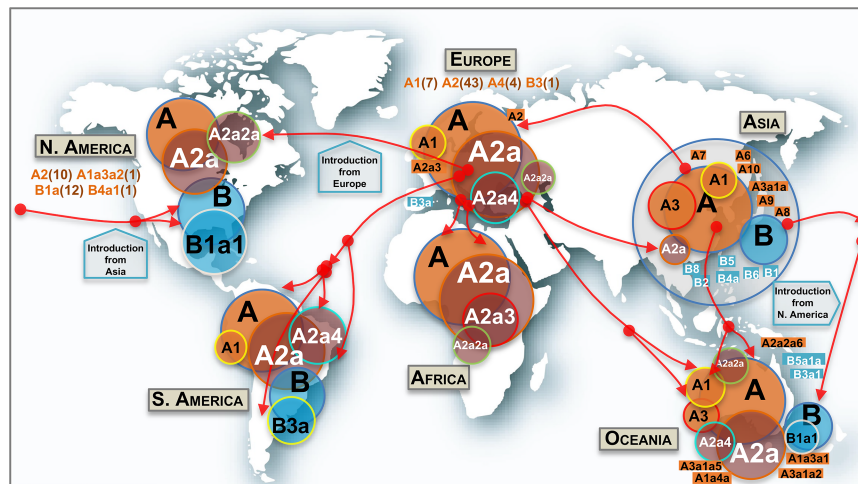 EUROPE
A1(7) A2(43) A4(4) B3(1)
N. AMERICA
A2(10) A1a3a2(1)
B1a(12) B4a1(1)
A
A2a2a
A2a
B
B1a1
Introduction
from
Asia
Introduction
from
Europe
A
A2
A1
A2a3
A2a
A2a2a
A2a4
B3a
ASIA
A7
A6
A10
A1
A3a1a
A9
A8
A3
A
B
A2a
B5
B8
B4a
B6
B1
B2
Introduction
from
N. America
A
A2a
A2a3
A2a2a
AFRICA
A
A1
A2a4
A2a
B
B3a
S. AMERICA
A2a2a6
B5a1a
B3a1
A2a2a
A1
A
A3
B
B1a1
A2a4
A2a
OCEANIA
A1a3a1
A3a1a5
A3a1a2
A1a4a